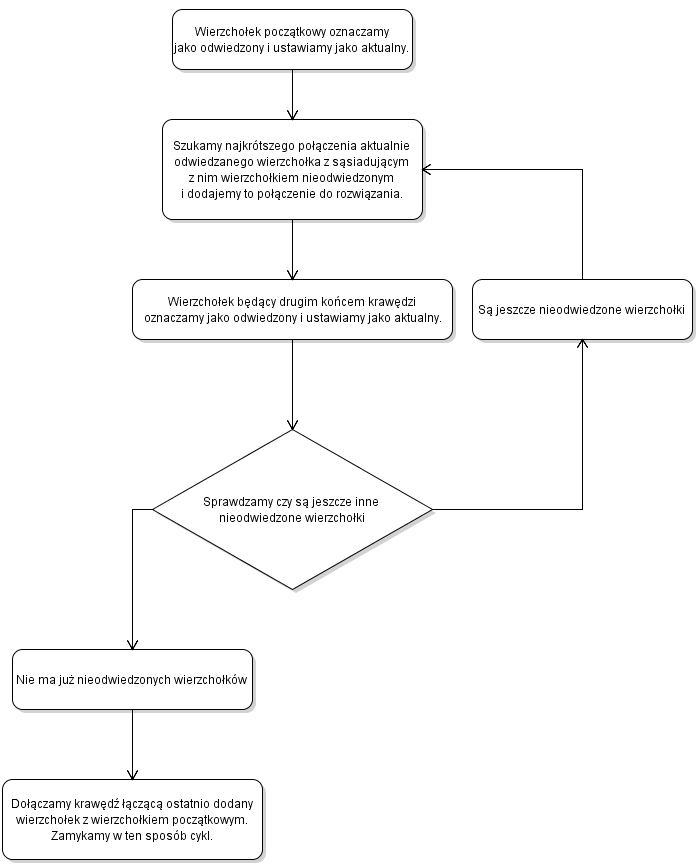 Wierzchołek początkowy oznaczamy
jako odwiedzony i ustawiamy jako aktualny.
Szukamy najkrótszego połączenia aktualnie
odwiedzanego wierzchołka z sąsiadującym
z nim wierzchołkiem nieodwiedzonym
i dodajemy to połączenie do rozwiązania.
Wierzchołek będący drugim końcem krawędzi
oznaczamy jako odwiedzony i ustawiamy jako aktualny.
Są jeszcze nieodwiedzone wierzchołki
Sprawdzamy czy są jeszcze inne
nieodwiedzone wierzchołki
Nie ma już nieodwiedzonych wierzchołków
Dołączamy krawędź łączącą ostatnio dodany
wierzchołek z wierzchołkiem początkowym.
Zamykamy w ten sposób cykl.